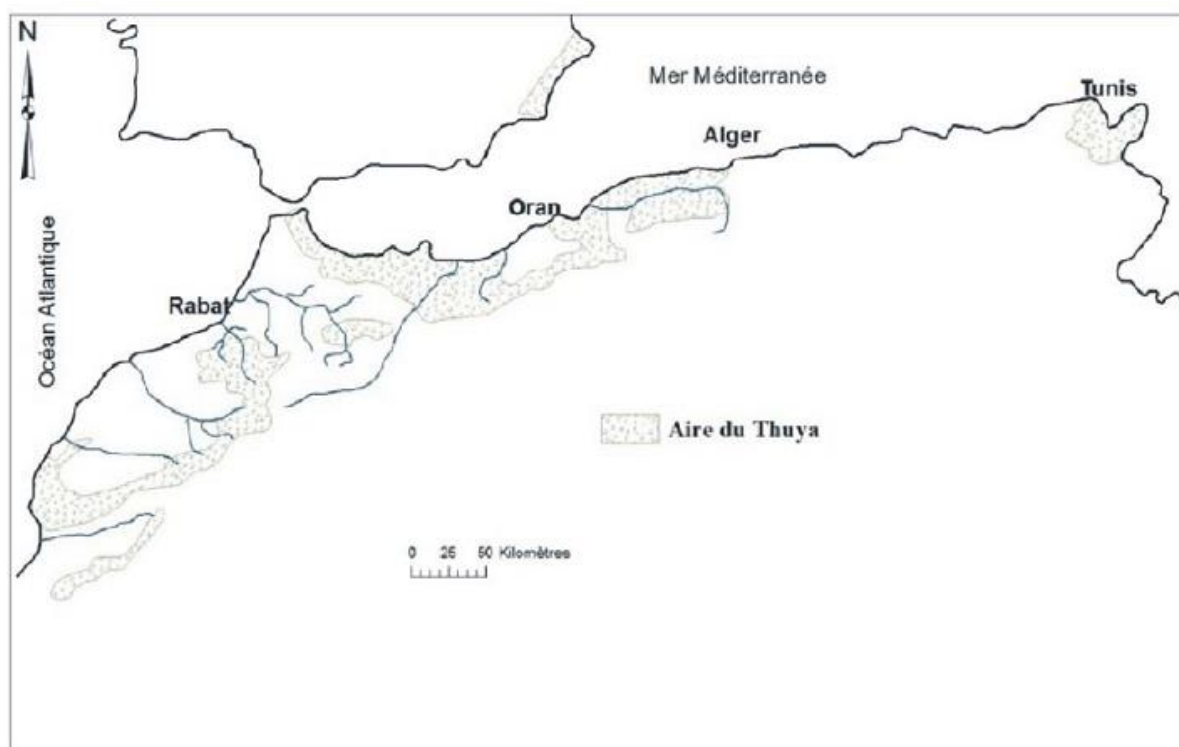 N
Mer Méditerranée
Tunis
Alger
Oran
Océan Atlantique
Rabat
Aire du Thuya
0 25 50 Kilomètres